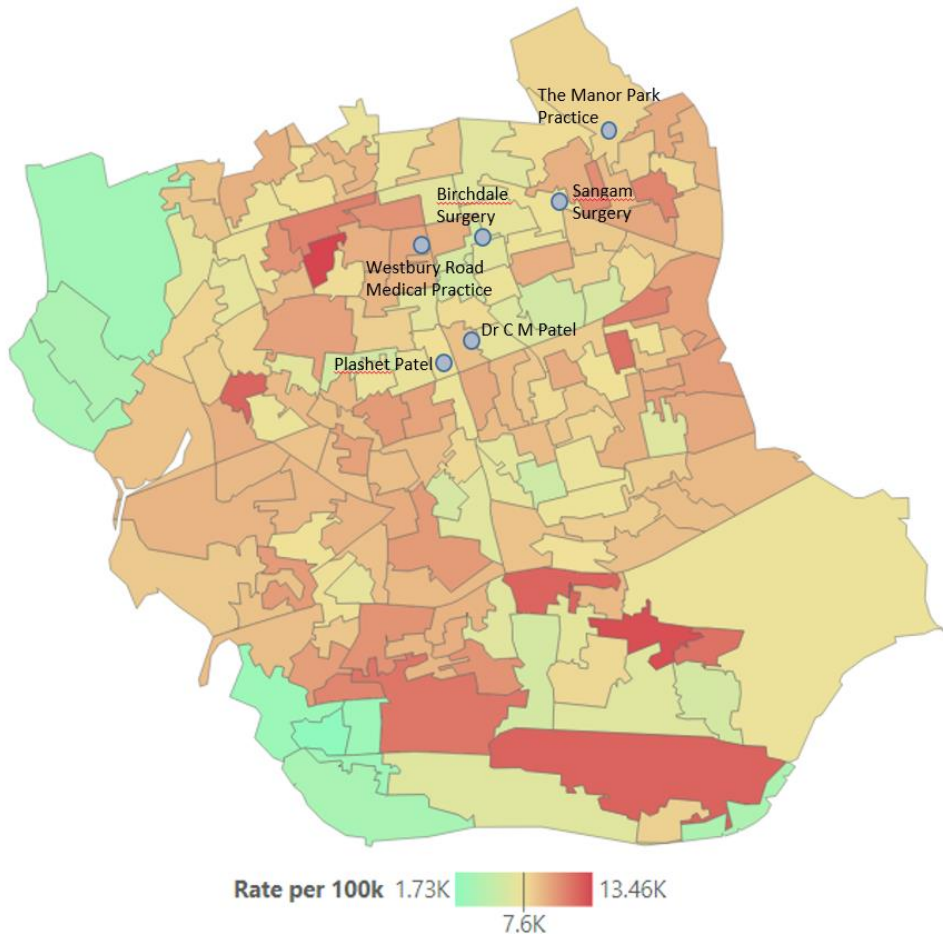 The Manor Park
Practice
Birchdale
Surgery
Sangam
Surgery
Westbury Road
Medical Practice
Dr C M Patel
Plashet Patel
Rate per 100k 1.73K 13.46K
7.6K